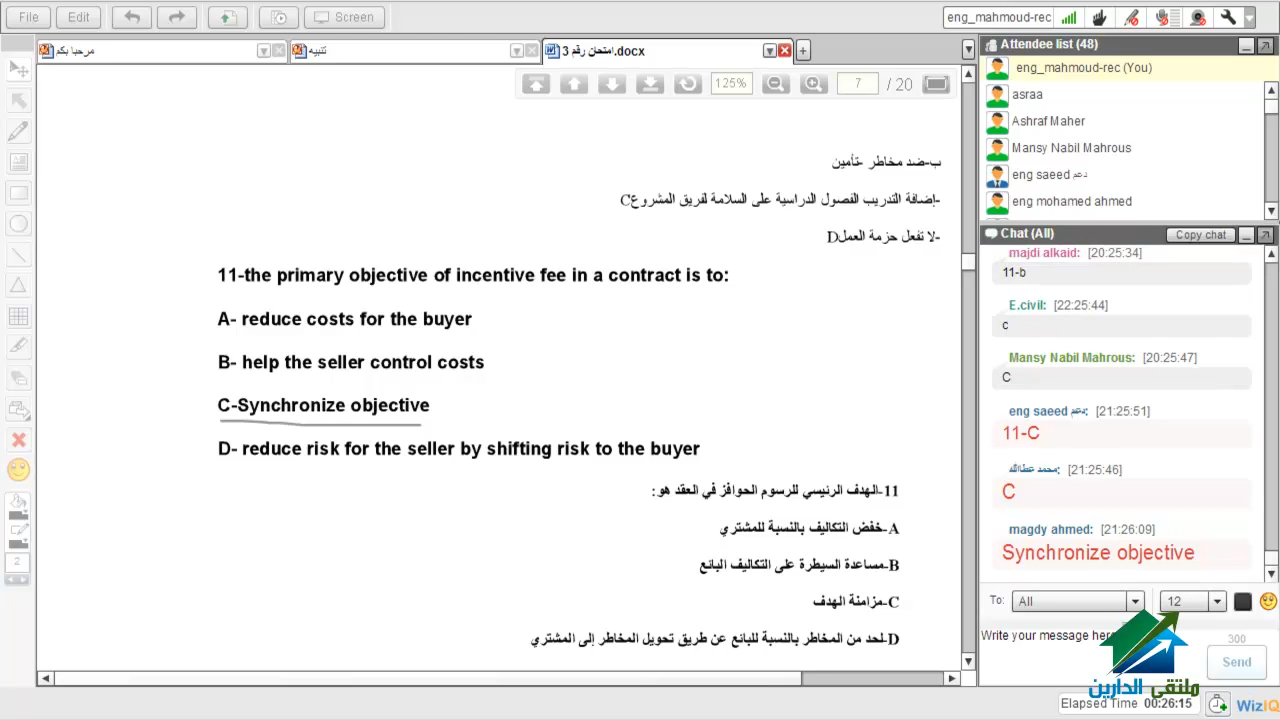 File
Edit
Screen
eng_mahmoud-rec
مرحبا بكم
تنبيه
امتحان رقم 3.docx
125%
7
/ 20
ب-ضد مخاطر -تأمين
-إضافة التدريب الفصول الدراسية على السلامة لفريق المشروعC
-لا تفعل حزمة العملD
11-the primary objective of incentive fee in a contract is to:
A- reduce costs for the buyer
B- help the seller control costs
C-Synchronize objective
D- reduce risk for the seller by shifting risk to the buyer
11-الهدف الرئيسي للرسوم الحوافز في العقد هو:
A-خفض التكاليف بالنسبة للمشتري
B-مساعدة السيطرة على التكاليف البائع
C-مزامنة الهدف
D-لحد من المخاطر بالنسبة للبائع عن طريق تحويل المخاطر إلى المشتري
2
Attendee list (48)
eng_mahmoud-rec (You)
asraa
Ashraf Maher
Mansy Nabil Mahrous
eng saeed دعم
eng mohamed ahmed
Chat (All)
Copy chat
majdi alkaid: [20:25:34]
11-b
E.civil: [22:25:44]
c
Mansy Nabil Mahrous: [20:25:47]
C
eng saeed دعم: [21:25:51]
11-C
محمد عطاالله: [21:25:46]
C
magdy ahmed: [21:26:09]
Synchronize objective
To:
All
12
Write your message here
300
Send
ملتقى الدارين
Elapsed Time 00:26:15
WizIQ